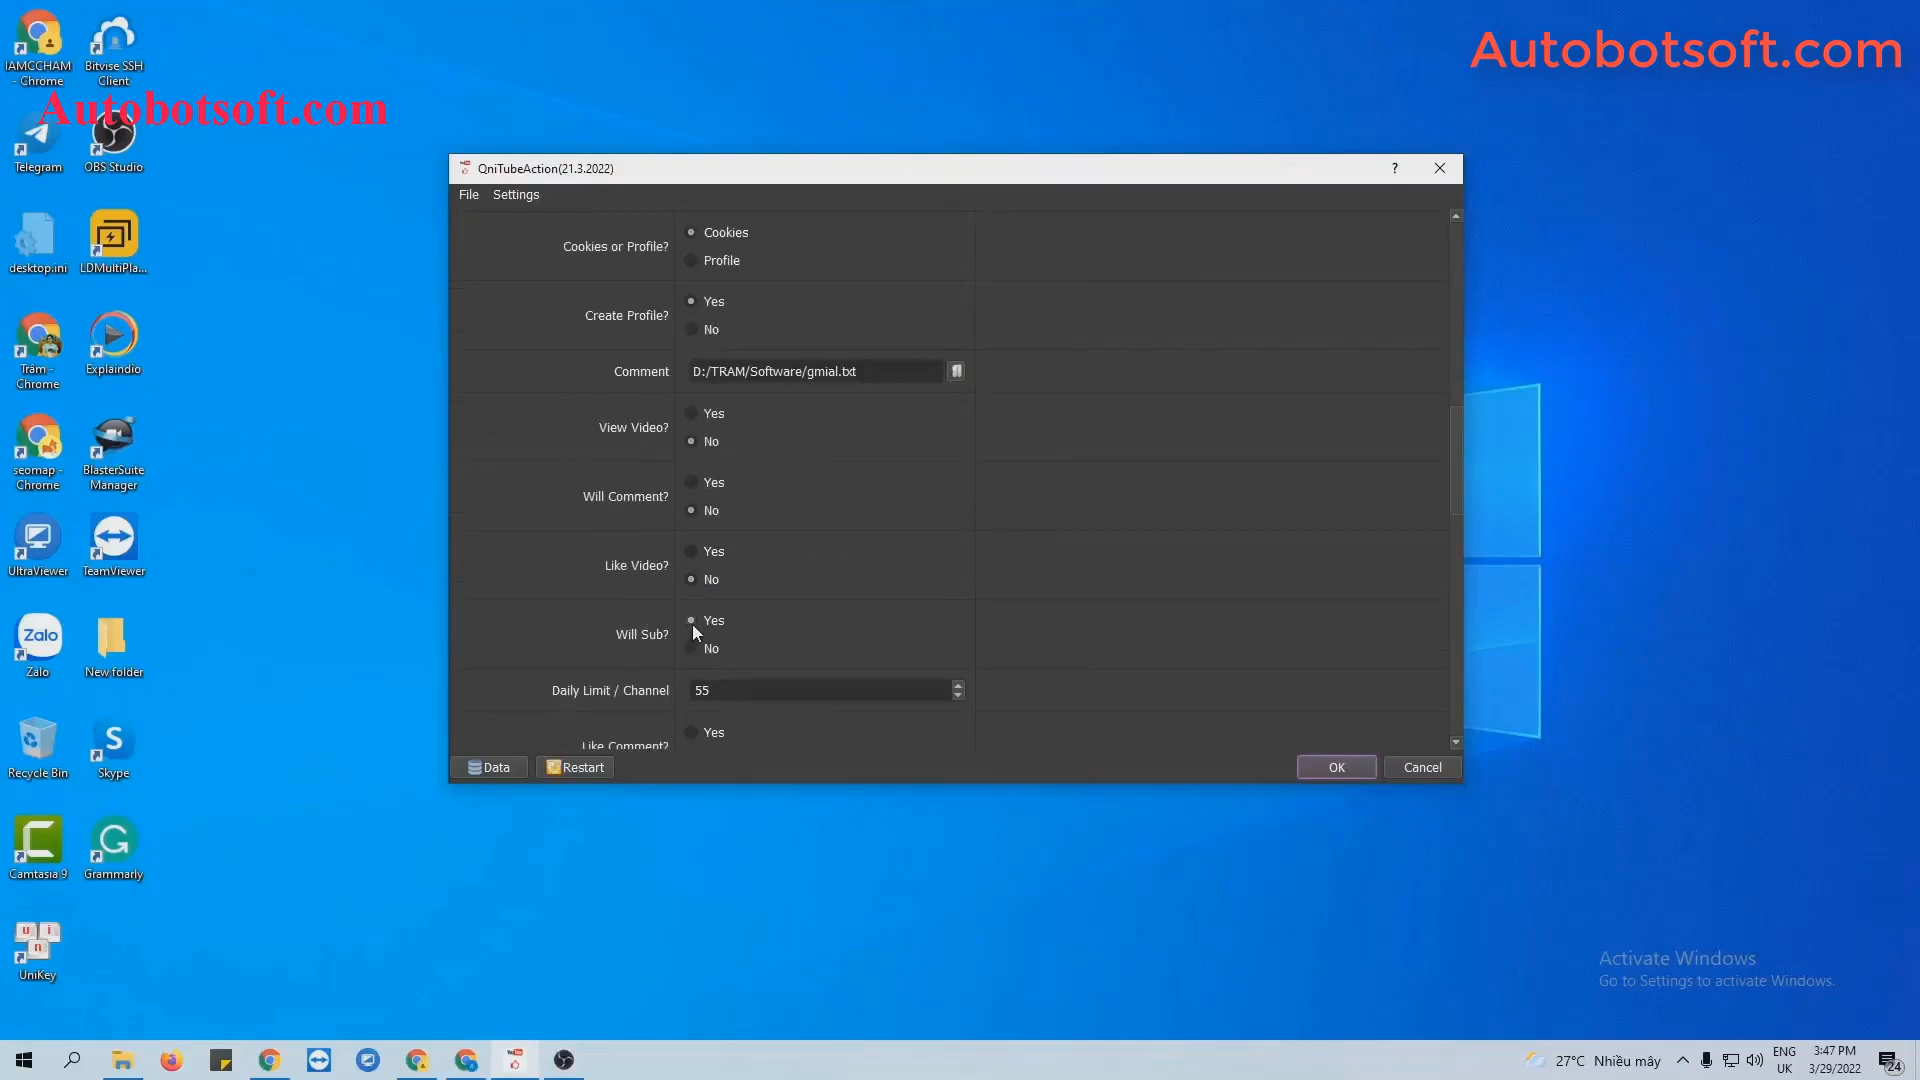 Autobotsoft.com
Autobotsoft.com
IAMCCHAM
- Chrome
Bitvise SSH
Client
Telegram
OBS Studio
desktop.ini
LDMultiPla...
Trâm -
Chrome
Explaindio
seomap -
Chrome
BlasterSuite
Manager
UltraViewer
TeamViewer
Zalo
Zalo
New folder
Recycle Bin
Skype
Camtasia 9
Grammarly
UniKey
QniTubeAction(21.3.2022)
?
File Settings
Cookies or Profile?
Cookies
Profile
Create Profile?
Yes
No
Comment
D:/TRAM/Software/gmial.txt
View Video?
Yes
No
Will Comment?
Yes
No
Like Video?
Yes
No
Will Sub?
Yes
No
Daily Limit / Channel
55
Like Comment?
Yes
Data
Restart
OK
Cancel
Activate Windows
Go to Settings to activate Windows.
27°C Nhiều mây
ENG
UK
3:47 PM
3/29/2022
24